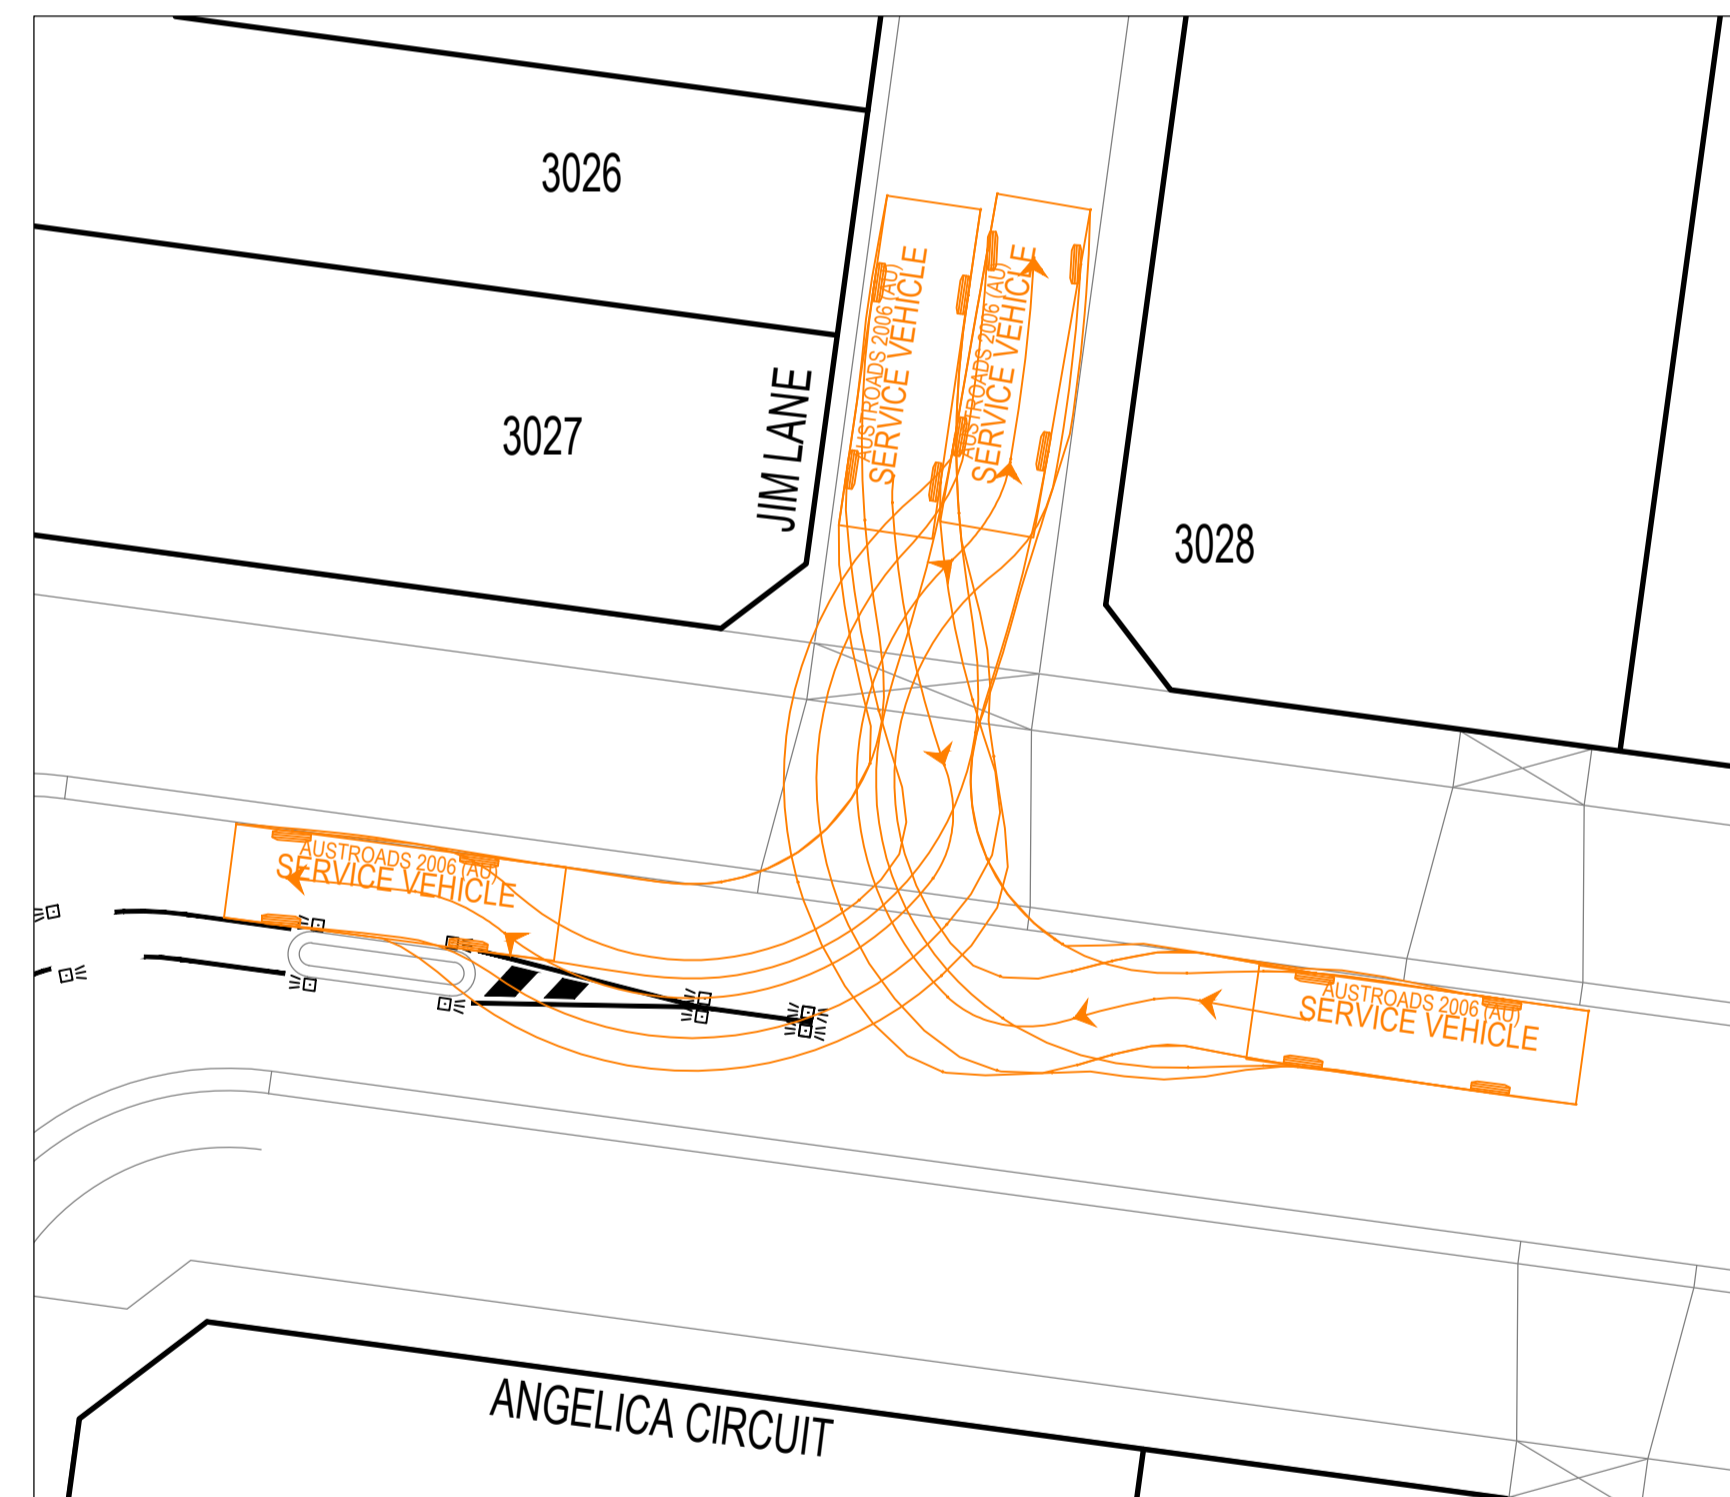 3026
AUSTROADS 2006 (AU)
SERVICE VEHICLE
AUSTROADS 2006 (AU)
SERVICE VEHICLE
3027
JIM LANE
3028
AUSTROADS 2006 (AU)
SERVICE VEHICLE
AUSTROADS 2006 (AU)
SERVICE VEHICLE
ANGELICA CIRCUIT